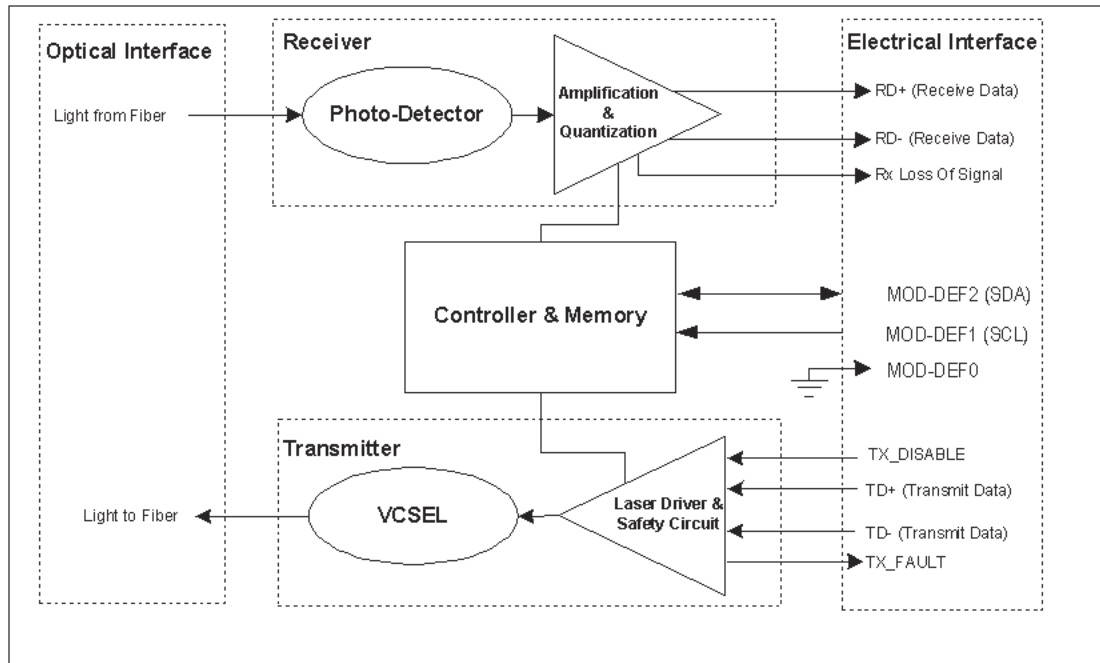 Optical Interface
Receiver
Electrical Interface
Light from Fiber
Photo-Detector
Amplification
&
Quantization
RD+ (Receive Data)
RD- (Receive Data)
Rx Loss Of Signal
Controller & Memory
MOD-DEF2 (SDA)
MOD-DEF1 (SCL)
MOD-DEF0
Transmitter
Light to Fiber
VCSEL
Laser Driver &
Safety Circuit
TX_DISABLE
TD+ (Transmit Data)
TD- (Transmit Data)
TX_FAULT